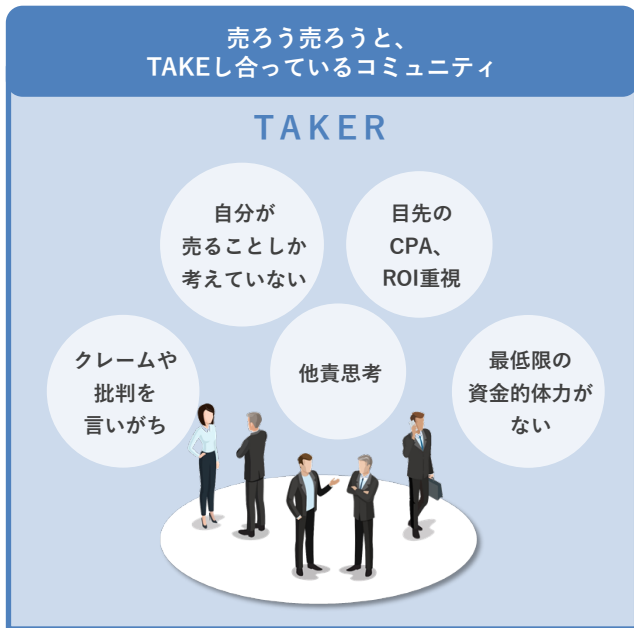 売ろう売ろうと、
TAKEし合っているコミュニティ
TAKER
自分が
売ることしか
考えていない
目先の
CPA、
ROI重視
クレームや
批判を
言いがち
他責思考
最低限の
資金的体力が
ない